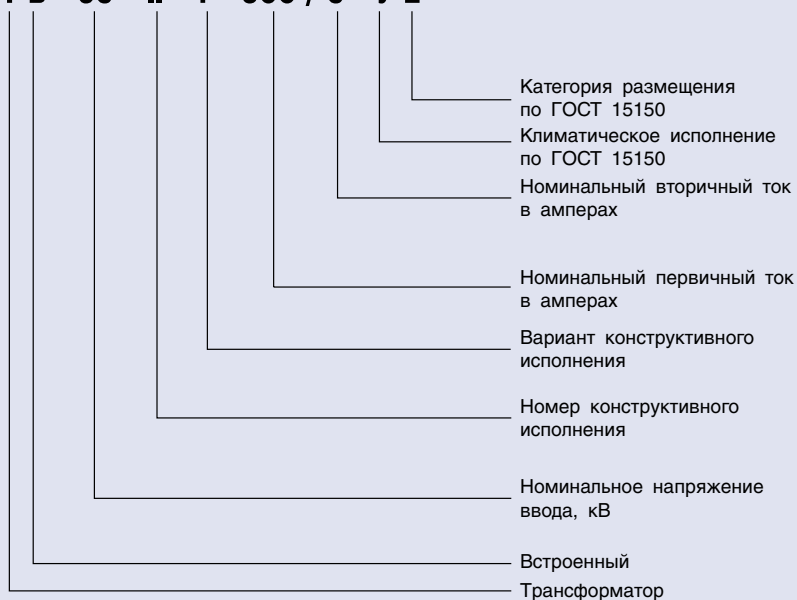 Категория размещения
по ГОСТ 15150
Климатическое исполнение
по ГОСТ 15150
Номинальный вторичный ток
в амперах
Номинальный первичный ток
в амперах
Вариант конструктивного
исполнения
Номер конструктивного
исполнения
Номинальное напряжение
ввода, кВ
Встроенный
Трансформатор